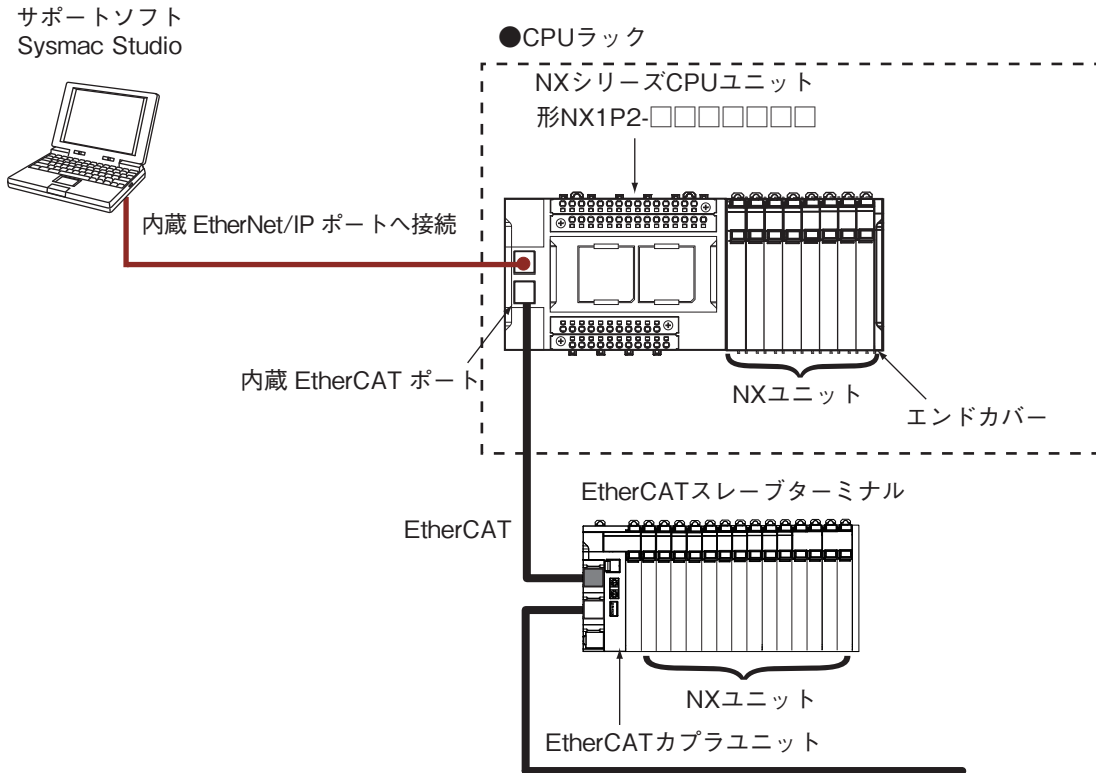 サポートソフト
Sysmac Studio
●CPUラック
NXシリーズCPUユニット
形NX1P2-□□□□□□□
内蔵 EtherNet/IP ポートへ接続
内蔵 EtherCAT ポート
NXユニット
エンドカバー
EtherCATスレーブターミナル
EtherCAT
NXユニット
EtherCATカプラユニット